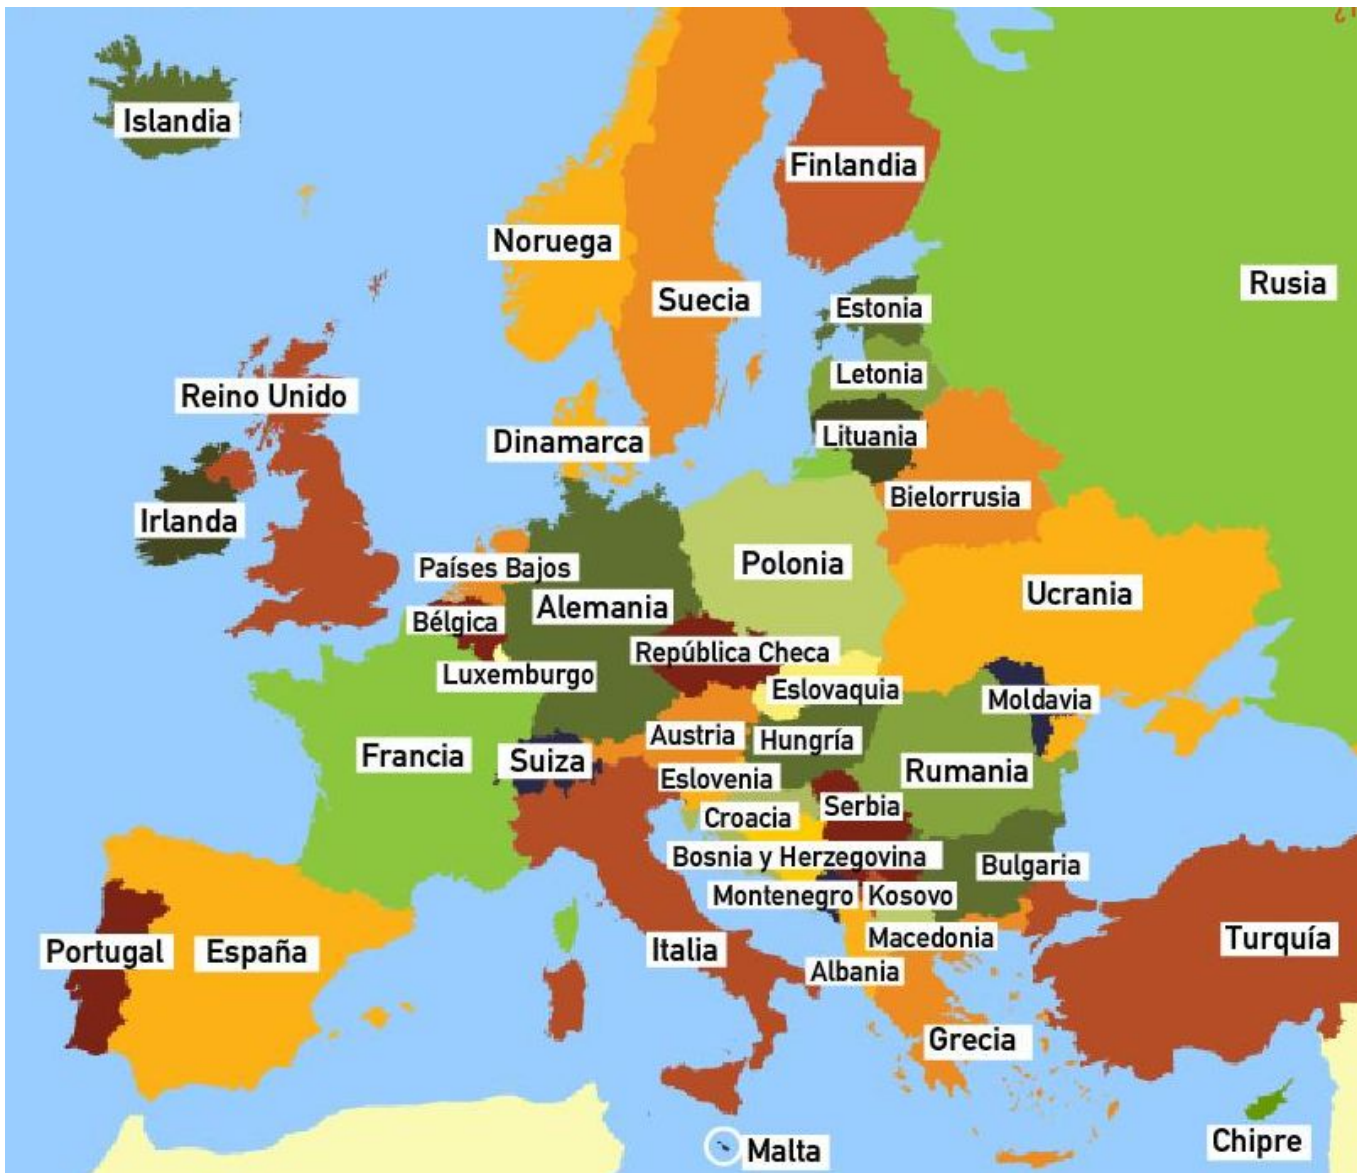 ¿
Islandia
Finlandia
Noruega
Rusia
Suecia
Estonia
Letonia
Reino Unido
Lituania
Dinamarca
Bielorrusia
Irlanda
Polonia
Países Bajos
Ucrania
Alemania
Bélgica
República Checa
Luxemburgo
Eslovaquia
Moldavia
Austria
Hungría
Francia
Suiza
Rumania
Eslovenia
Serbia
Croacia
Bosnia y Herzegovina
Bulgaria
Montenegro
Kosovo
Macedonia
Turquía
Portugal
España
Italia
Albania
Grecia
Chipre
Malta